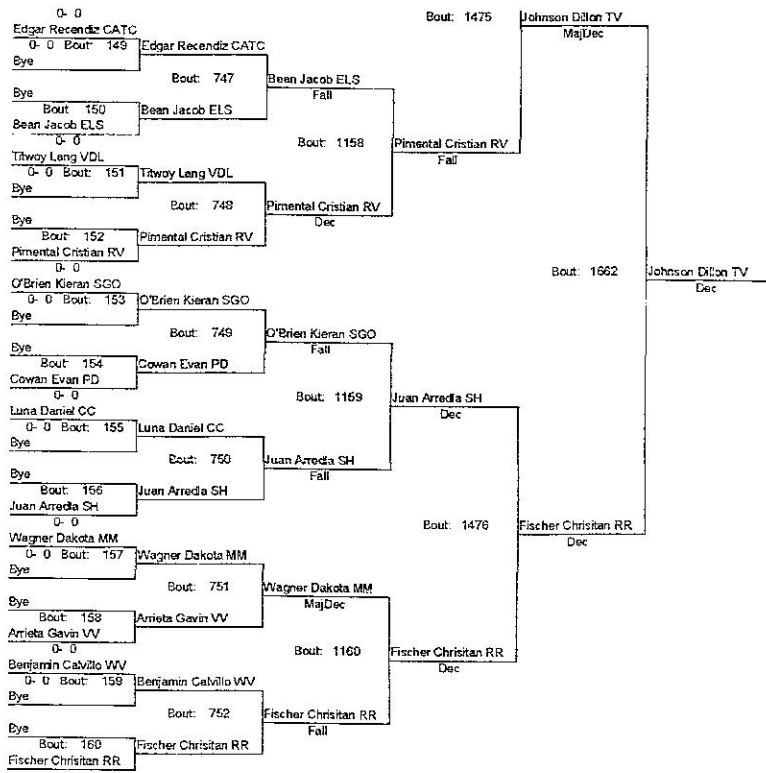 0- 0
Edgar Recendiz CATC
0- 0 Bout: 149
Bye
Edgar Recendiz CATC
Bout: 747
Bye
Bout: 150
Bean Jacob ELS
0- 0
Bean Jacob ELS
Bean Jacob ELS
Fall
Bout: 1158
Titwoy Lang VDL
0- 0 Bout: 151
Bye
Titwoy Lang VDL
Bout: 748
Bye
Bout: 152
Pimental Cristian RV
0- 0
Pimental Cristian RV
Pimental Cristian RV
Dec
Pimental Cristian RV
Fall
Bout: 1475
Johnson Dillon TV
MajDec
O'Brien Kieran SGO
0- 0 Bout: 153
Bye
O'Brien Kieran SGO
Bout: 749
Bye
Bout: 154
Cowan Evan PD
0- 0
Cowan Evan PD
O'Brien Kieran SGO
Fall
Bout: 1159
Luna Daniel CC
0- 0 Bout: 155
Bye
Luna Daniel CC
Bout: 750
Bye
Bout: 156
Juan Arredla SH
0- 0
Juan Arredla SH
Juan Arredla SH
Fall
Juan Arredla SH
Dec
Bout: 1476
Wagner Dakota MM
0- 0 Bout: 157
Bye
Wagner Dakota MM
Bout: 751
Bye
Bout: 158
Arrieta Gavin VV
0- 0
Arrieta Gavin VV
Wagner Dakota MM
MajDec
Bout: 1160
Benjamin Calvillo WV
0- 0 Bout: 159
Bye
Benjamin Calvillo WV
Bout: 752
Bye
Bout: 160
Fischer Chrisitan RR
Fischer Chrisitan RR
Fischer Chrisitan RR
Fall
Fischer Chrisitan RR
Dec
Fischer Chrisitan RR
Dec
Bout: 1662
Johnson Dillon TV
Dec